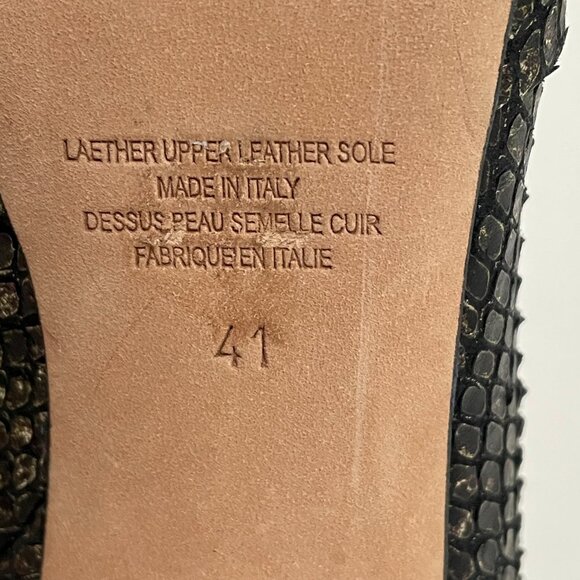 LAETHER UPPER LEATHER SOLE
MADE IN ITALY
DESSUS PEAU SEMELLE CUIR
FABRIQUE EN ITALIE
41